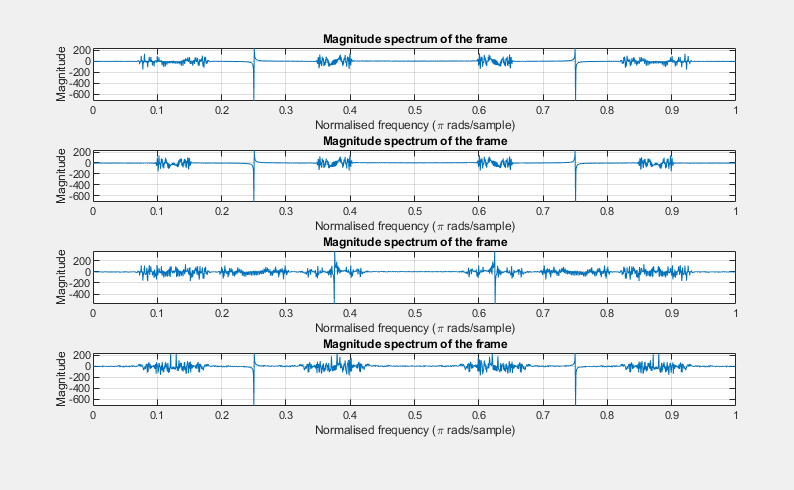 Magnitude spectrum of the frame
Magnitude
200
0
-200
-400
-600
0 0.1 0.2 0.3 0.4 0.5 0.6 0.7 0.8 0.9 1
Normalised frequency (π rads/sample)
Magnitude spectrum of the frame
Magnitude
200
0
-200
-400
-600
0 0.1 0.2 0.3 0.4 0.5 0.6 0.7 0.8 0.9 1
Normalised frequency (π rads/sample)
Magnitude spectrum of the frame
Magnitude
200
0
-200
-400
0 0.1 0.2 0.3 0.4 0.5 0.6 0.7 0.8 0.9 1
Normalised frequency (π rads/sample)
Magnitude spectrum of the frame
Magnitude
200
0
-200
-400
-600
0 0.1 0.2 0.3 0.4 0.5 0.6 0.7 0.8 0.9 1
Normalised frequency (π rads/sample)